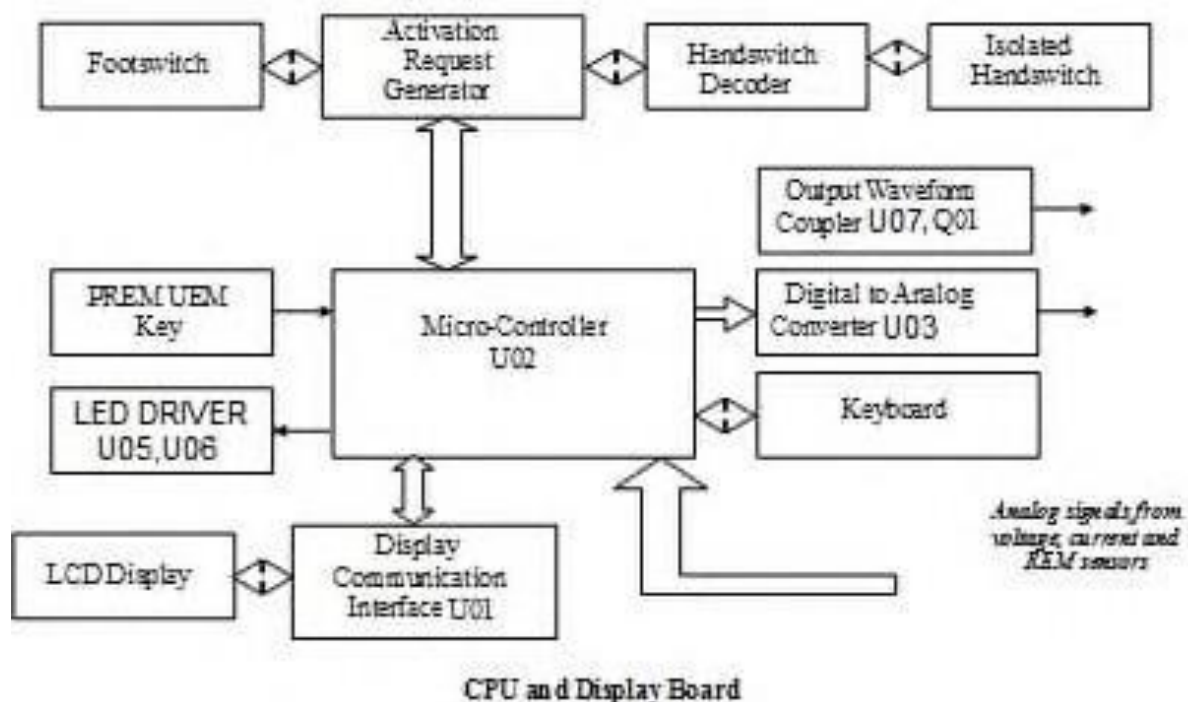 Footswitch
Activation
Request
Generator
Handswitch
Decoder
Isolated
Handswitch
Output Waveform
Coupler U07, Q01
PREM UEM
Key
Micro-Controller
U02
Digital to Analog
Converter U03
LED DRIVER
U05,U06
Keyboard
Analog signals from
voltage, current and
REM sensors
LCD Display
Display
Communication
Interface U01
CPU and Display Board